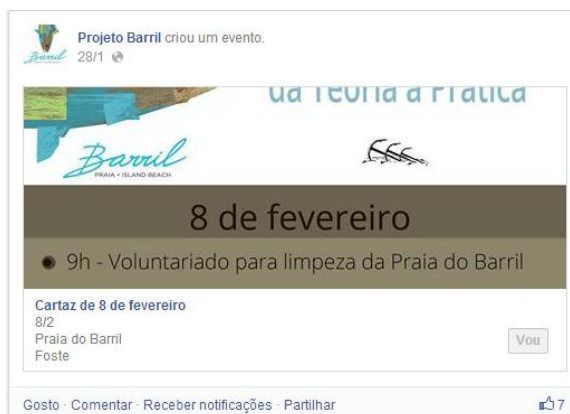 Projeto Barril criou um evento.
28/1
da Teoria à Prática
Barril
PRAIA • ISLAND BEACH
8 de fevereiro
9h - Voluntariado para limpeza da Praia do Barril
Cartaz de 8 de fevereiro
8/2
Praia do Barril
Foste
Vou
Gosto · Comentar · Receber notificações · Partilhar
7